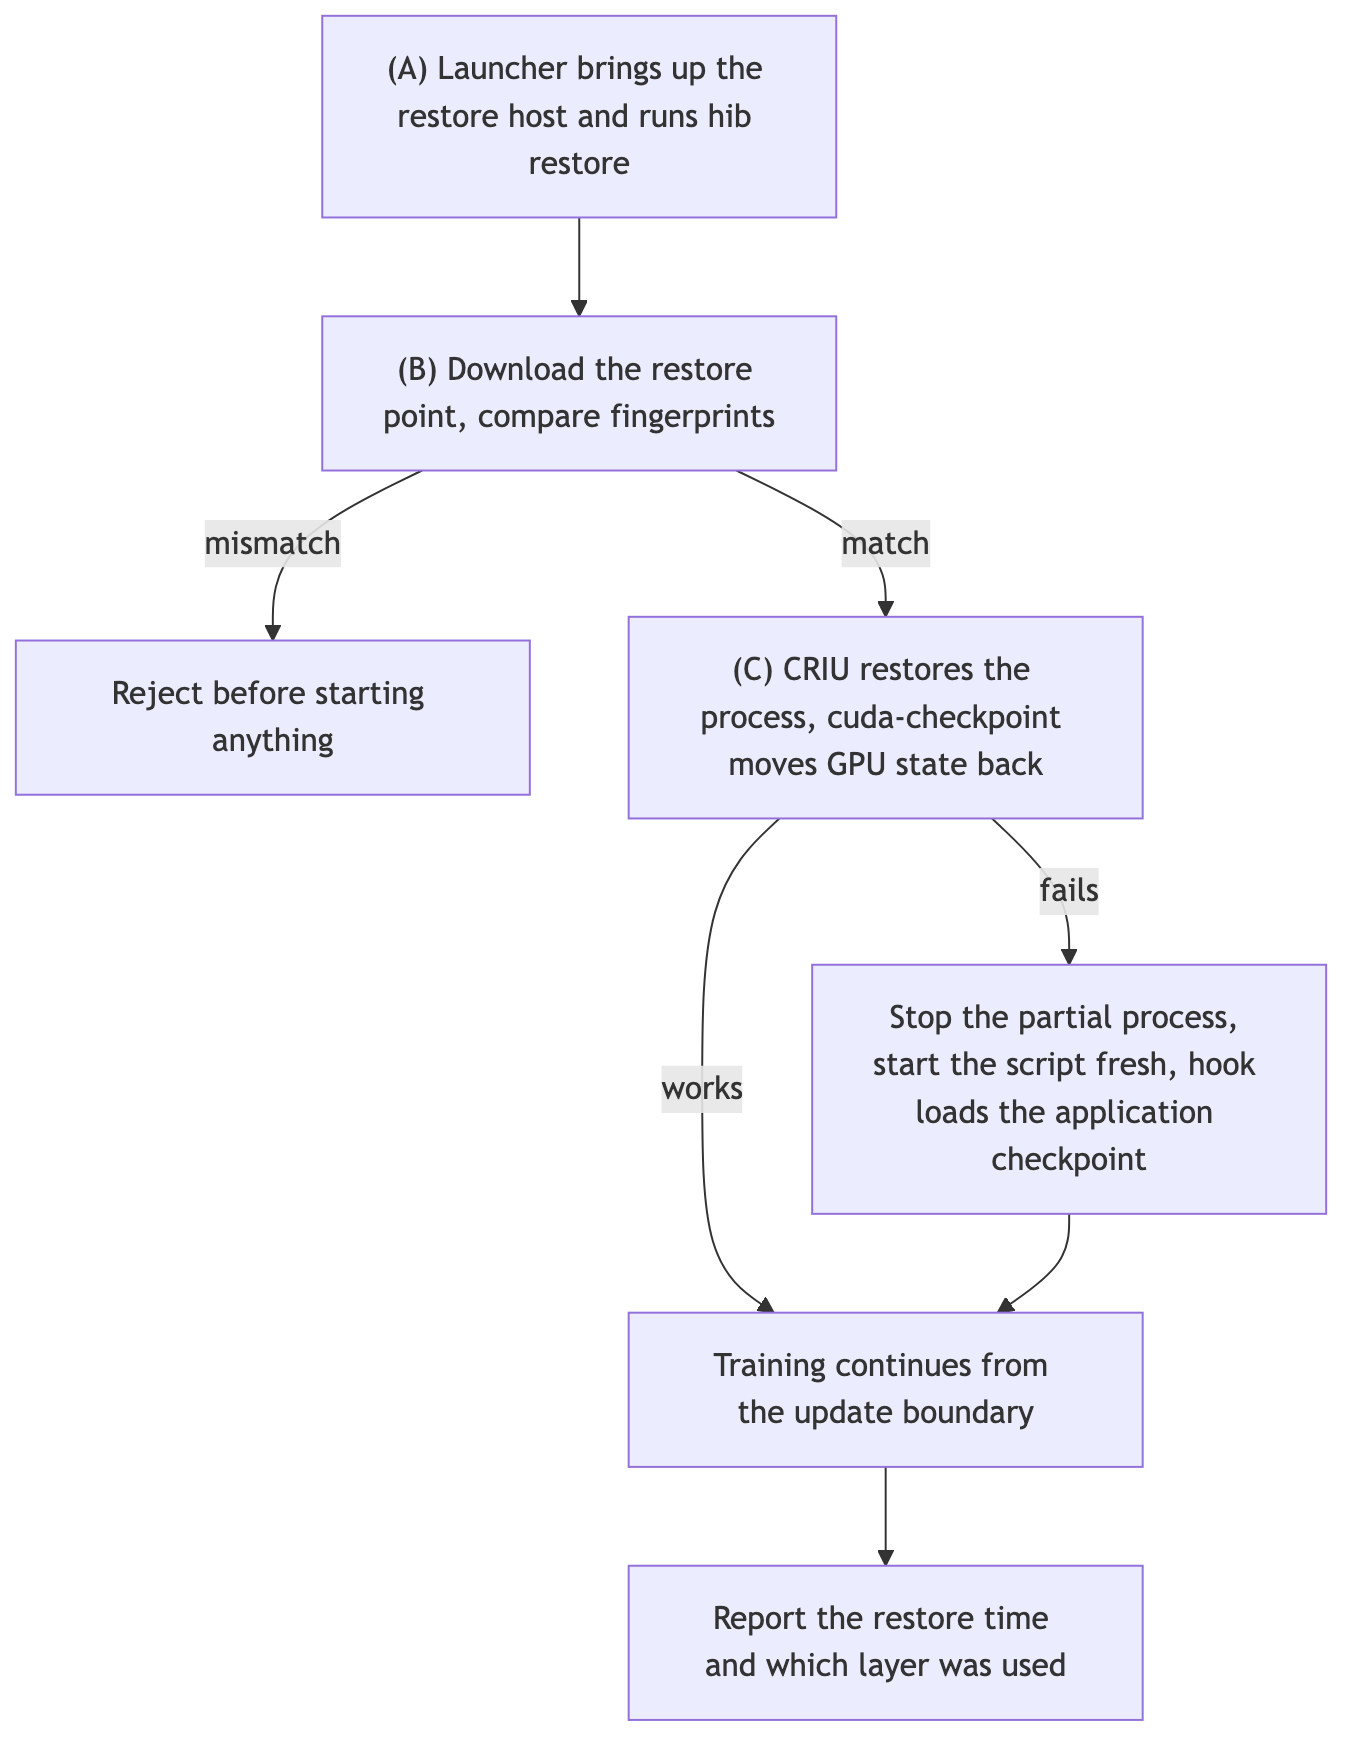 (A) Launcher brings up the
restore host and runs hib
restore
(B) Download the restore
point, compare fingerprints
mismatch
match
Reject before starting
anything
(C) CRIU restores the
process, cuda-checkpoint
moves GPU state back
fails
works
Stop the partial process,
start the script fresh, hook
loads the application
checkpoint
Training continues from
the update boundary
Report the restore time
and which layer was used